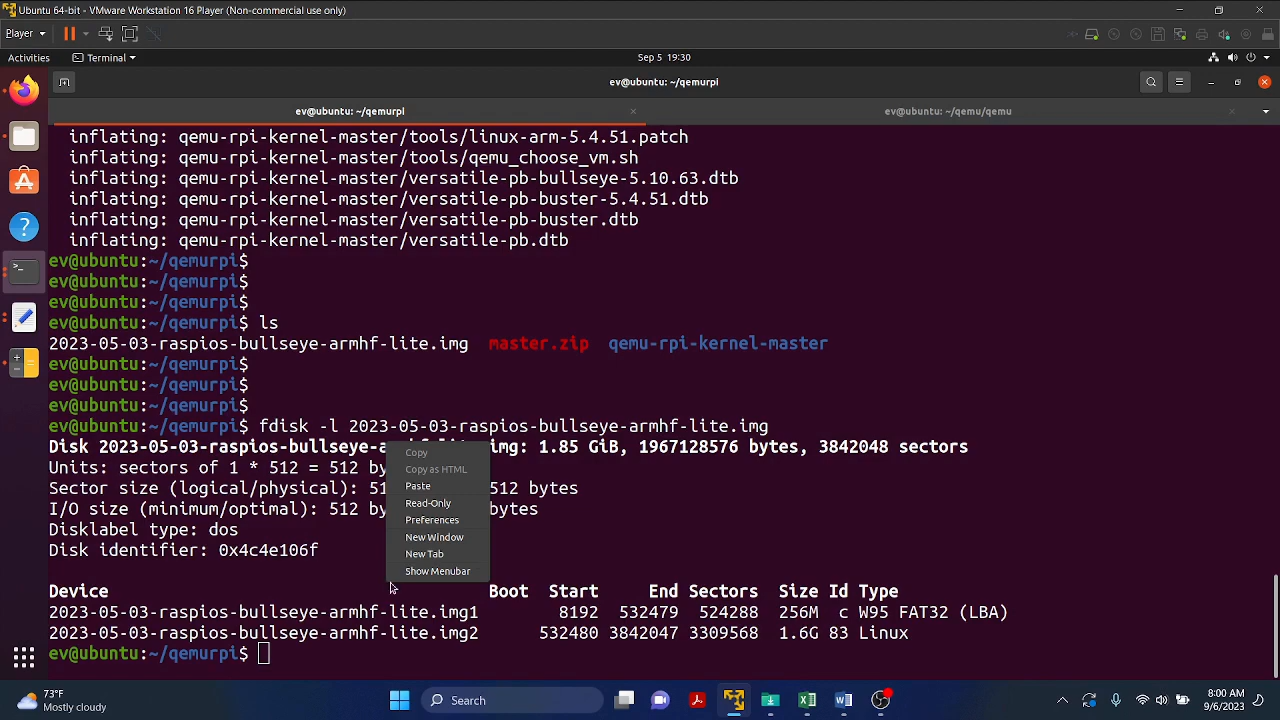 Ubuntu 64-bit - VMware Workstation 16 Player (Non-commercial use only)
Player
Activities
Terminal
Sep 5 19:30
ev@ubuntu: ~/qemurpi
ev@ubuntu: ~/qemurpi
ev@ubuntu: ~/qemu/qemu
inflating: qemu-rpi-kernel-master/tools/linux-arm-5.4.51.patch
inflating: qemu-rpi-kernel-master/tools/qemu_choose_vm.sh
inflating: qemu-rpi-kernel-master/versatile-pb-bullseye-5.10.63.dtb
inflating: qemu-rpi-kernel-master/versatile-pb-buster-5.4.51.dtb
inflating: qemu-rpi-kernel-master/versatile-pb-buster.dtb
inflating: qemu-rpi-kernel-master/versatile-pb.dtb
ev@ubuntu:~/qemurpi$
ev@ubuntu:~/qemurpi$
ev@ubuntu:~/qemurpi$
ev@ubuntu:~/qemurpi$ ls
2023-05-03-raspios-bullseye-armhf-lite.img master.zip qemu-rpi-kernel-master
ev@ubuntu:~/qemurpi$
ev@ubuntu:~/qemurpi$
ev@ubuntu:~/qemurpi$
ev@ubuntu:~/qemurpi$ fdisk -l 2023-05-03-raspios-bullseye-armhf-lite.img
Disk 2023-05-03-raspios-bullseye-armhf-lite.img: 1.85 GiB, 1967128576 bytes, 3842048 sectors
Units: sectors of 1 * 512 = 512 by
Sector size (logical/physical): 51 512 bytes
I/O size (minimum/optimal): 512 by bytes
Disklabel type: dos
Disk identifier: 0x4c4e106f
Copy
Copy as HTML
Paste
Read-Only
Preferences
New Window
New Tab
Show Menubar
Device Boot Start End Sectors Size Id Type
2023-05-03-raspios-bullseye-armhf-lite.img1 8192 532479 524288 256M c W95 FAT32 (LBA)
2023-05-03-raspios-bullseye-armhf-lite.img2 532480 3842047 3309568 1.6G 83 Linux
ev@ubuntu:~/qemurpi$
73°F
Mostly cloudy
Search
8:00 AM
9/6/2023